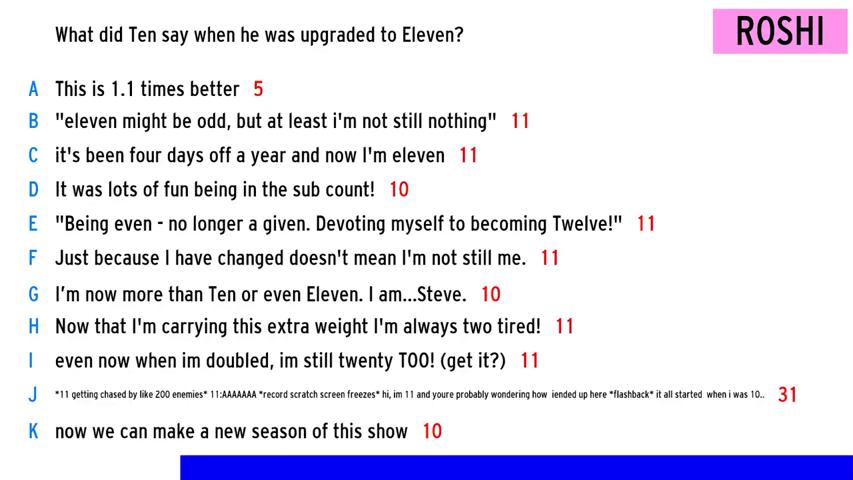 What did Ten say when he was upgraded to Eleven?
ROSHI
A This is 1.1 times better 5
B "eleven might be odd, but at least i'm not still nothing" 11
C it's been four days off a year and now I'm eleven 11
D It was lots of fun being in the sub count! 10
E "Being even - no longer a given. Devoting myself to becoming Twelve!" 11
F Just because I have changed doesn't mean I'm not still me. 11
G I’m now more than Ten or even Eleven. I am...Steve. 10
H Now that I'm carrying this extra weight I'm always two tired! 11
I even now when im doubled, im still twenty TOO! (get it?) 11
J *11 getting chased by like 200 enemies* 11:AAAAAAA *record scratch screen freezes* hi, im 11 and youre probably wondering how iended up here *flashback* it all started when i was 10.. 31
K now we can make a new season of this show 10